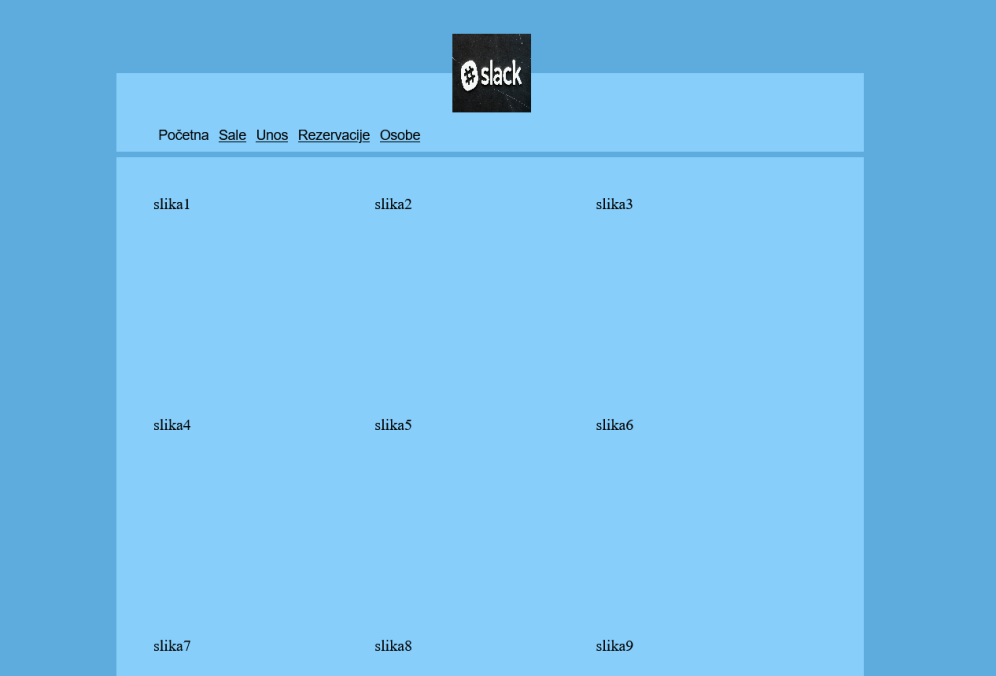 slack
Početna Sale Unos Rezervacije Osobe
slika1 slika2 slika3
slika4 slika5 slika6
slika7 slika8 slika9